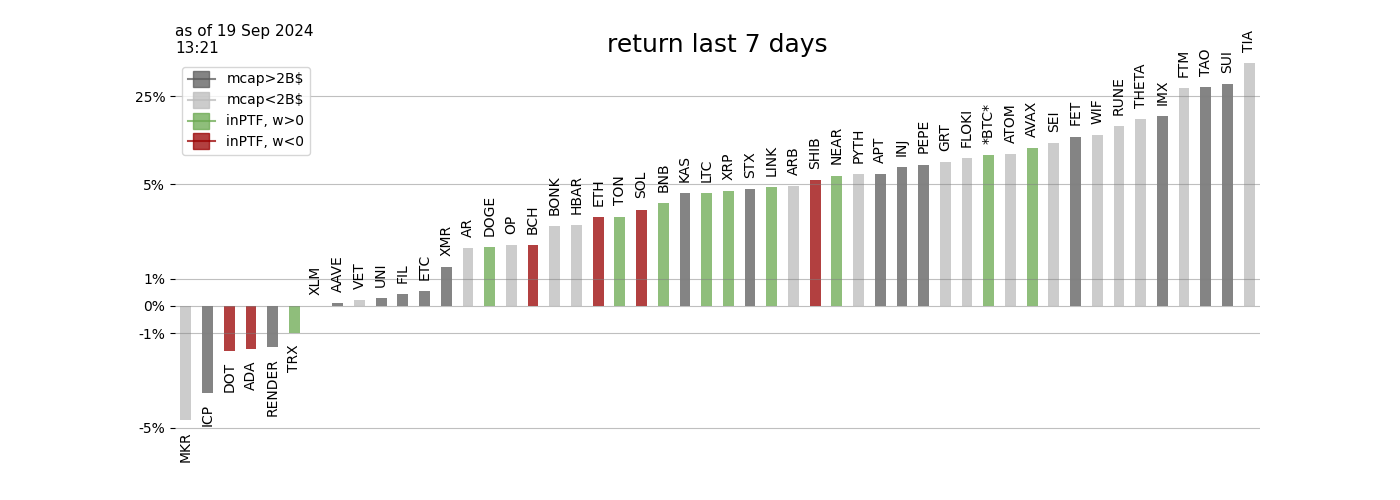 as of 19 Sep 2024
13:21
return last 7 days
mcap>2B$
mcap<2B$
inPTF, w>0
inPTF, w<0
25%
5%
1%
0%
-1%
-5%
MKR
ICP
DOT
ADA
RENDER
TRX
XLM
AAVE
VET
UNI
FIL
ETC
XMR
AR
DOGE
OP
BCH
BONK
HBAR
ETH
TON
SOL
BNB
KAS
LTC
XRP
STX
LINK
ARB
SHIB
NEAR
PYTH
APT
INJ
PEPE
GRT
FLOKI
*BTC*
ATOM
AVAX
SEI
FET
WIF
RUNE
THETA
IMX
FTM
TAO
SUI
TIA